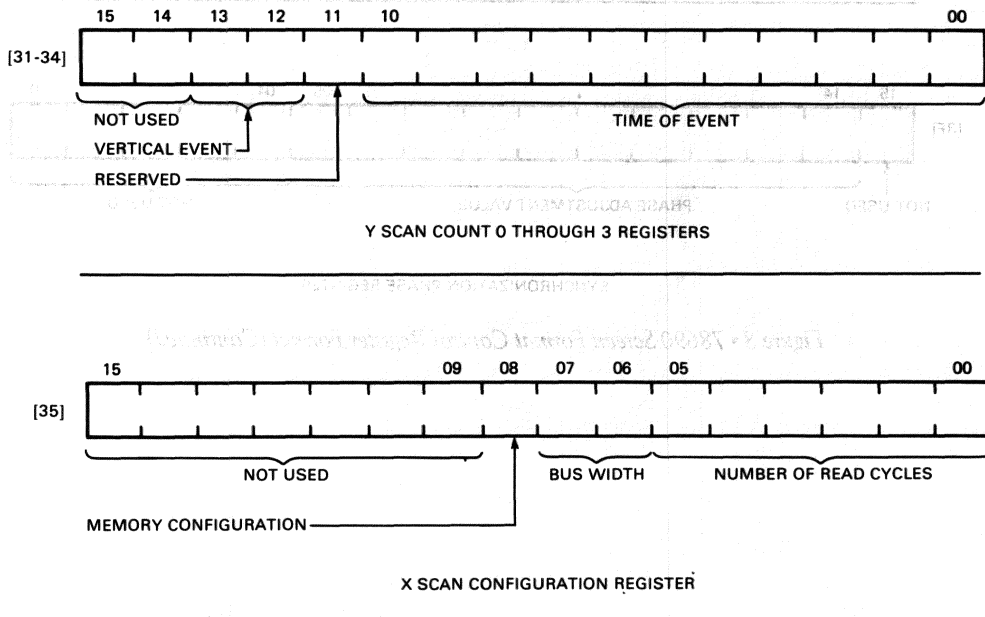 15 14 13 12 11 10 00
[31-34]
NOT USED
TIME OF EVENT
VERTICAL EVENT
RESERVED
Y SCAN COUNT 0 THROUGH 3 REGISTERS
15 09 08 07 06 05 00
[35]
NOT USED
BUS WIDTH
NUMBER OF READ CYCLES
MEMORY CONFIGURATION
X SCAN CONFIGURATION REGISTER